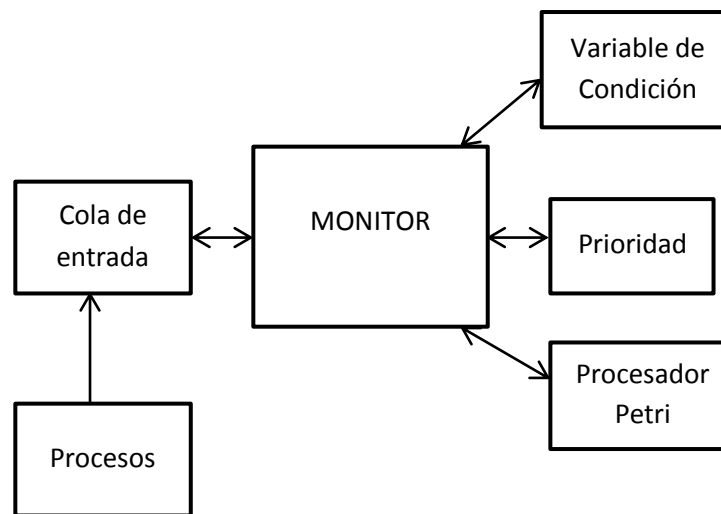 Variable de
Condición
Cola de
entrada
MONITOR
Prioridad
Procesador
Petri
Procesos